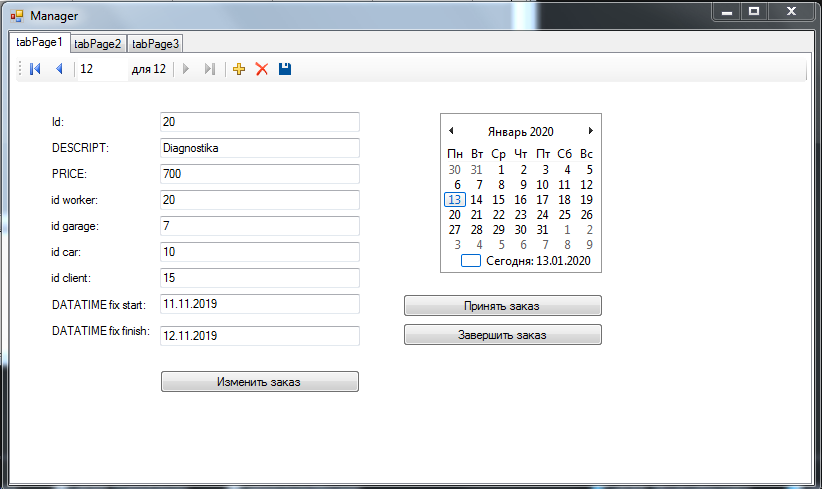 Manager
tabPage1 tabPage2 tabPage3
12 для 12
Id: 20
DESCRIPT: Diagnostika
PRICE: 700
id worker: 20
id garage: 7
id car: 10
id client: 15
DATATIME fix start: 11.11.2019
DATATIME fix finish: 12.11.2019
Изменить заказ
Январь 2020
Пн Вт Ср Чт Пт Сб Вс
30 31 1 2 3 4 5
6 7 8 9 10 11 12
13 14 15 16 17 18 19
20 21 22 23 24 25 26
27 28 29 30 31 1 2
3 4 5 6 7 8 9
Сегодня: 13.01.2020
Принять заказ
Завершить заказ